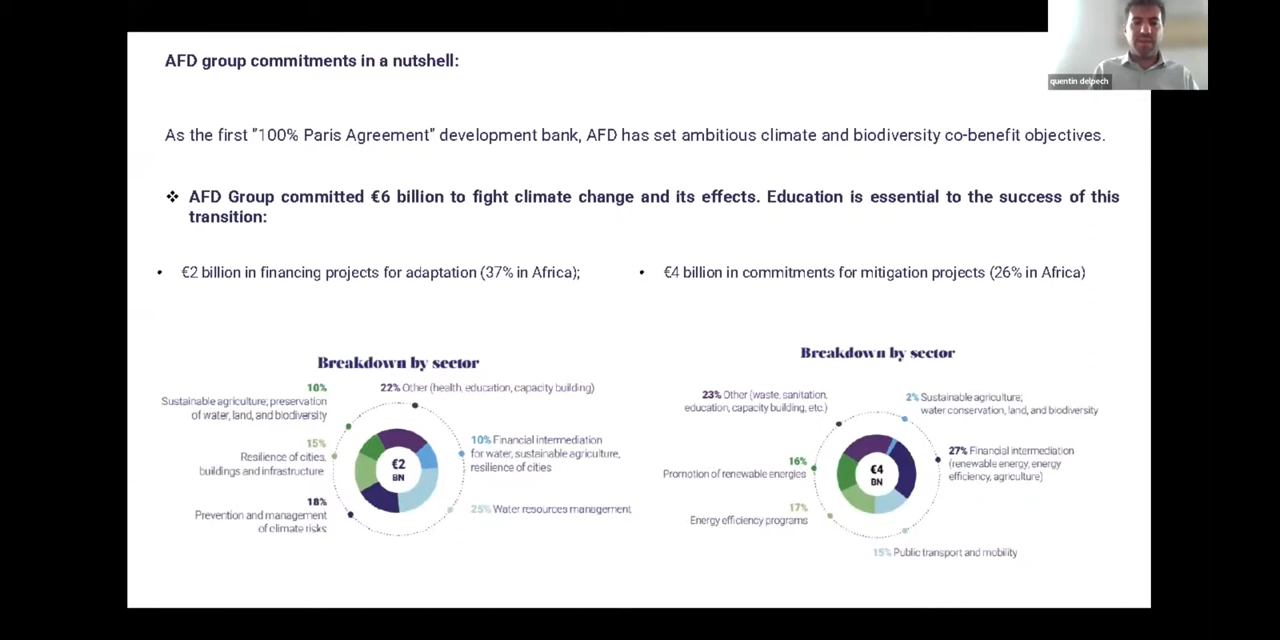 quentin delpech
AFD group commitments in a nutshell:
As the first "100% Paris Agreement" development bank, AFD has set ambitious climate and biodiversity co-benefit objectives.
❖ AFD Group committed €6 billion to fight climate change and its effects. Education is essential to the success of this
transition:
• €2 billion in financing projects for adaptation (37% in Africa);
• €4 billion in commitments for mitigation projects (26% in Africa)
Breakdown by sector
22% Other (health, education, capacity building)
10%
Sustainable agriculture; preservation
of water, land, and biodiversity
15%
Resilience of cities,
buildings and infrastructure
18%
Prevention and management
of climate risks
€2
BN
10% Financial intermediation
for water, sustainable agriculture,
resilience of cities
25% Water resources management
Breakdown by sector
23% Other (waste, sanitation,
education, capacity building, etc.)
2% Sustainable agriculture;
water conservation, land, and biodiversity
16%
Promotion of renewable energies
17%
Energy efficiency programs
€4
BN
27% Financial intermediation
(renewable energy, energy
efficiency, agriculture)
15% Public transport and mobility